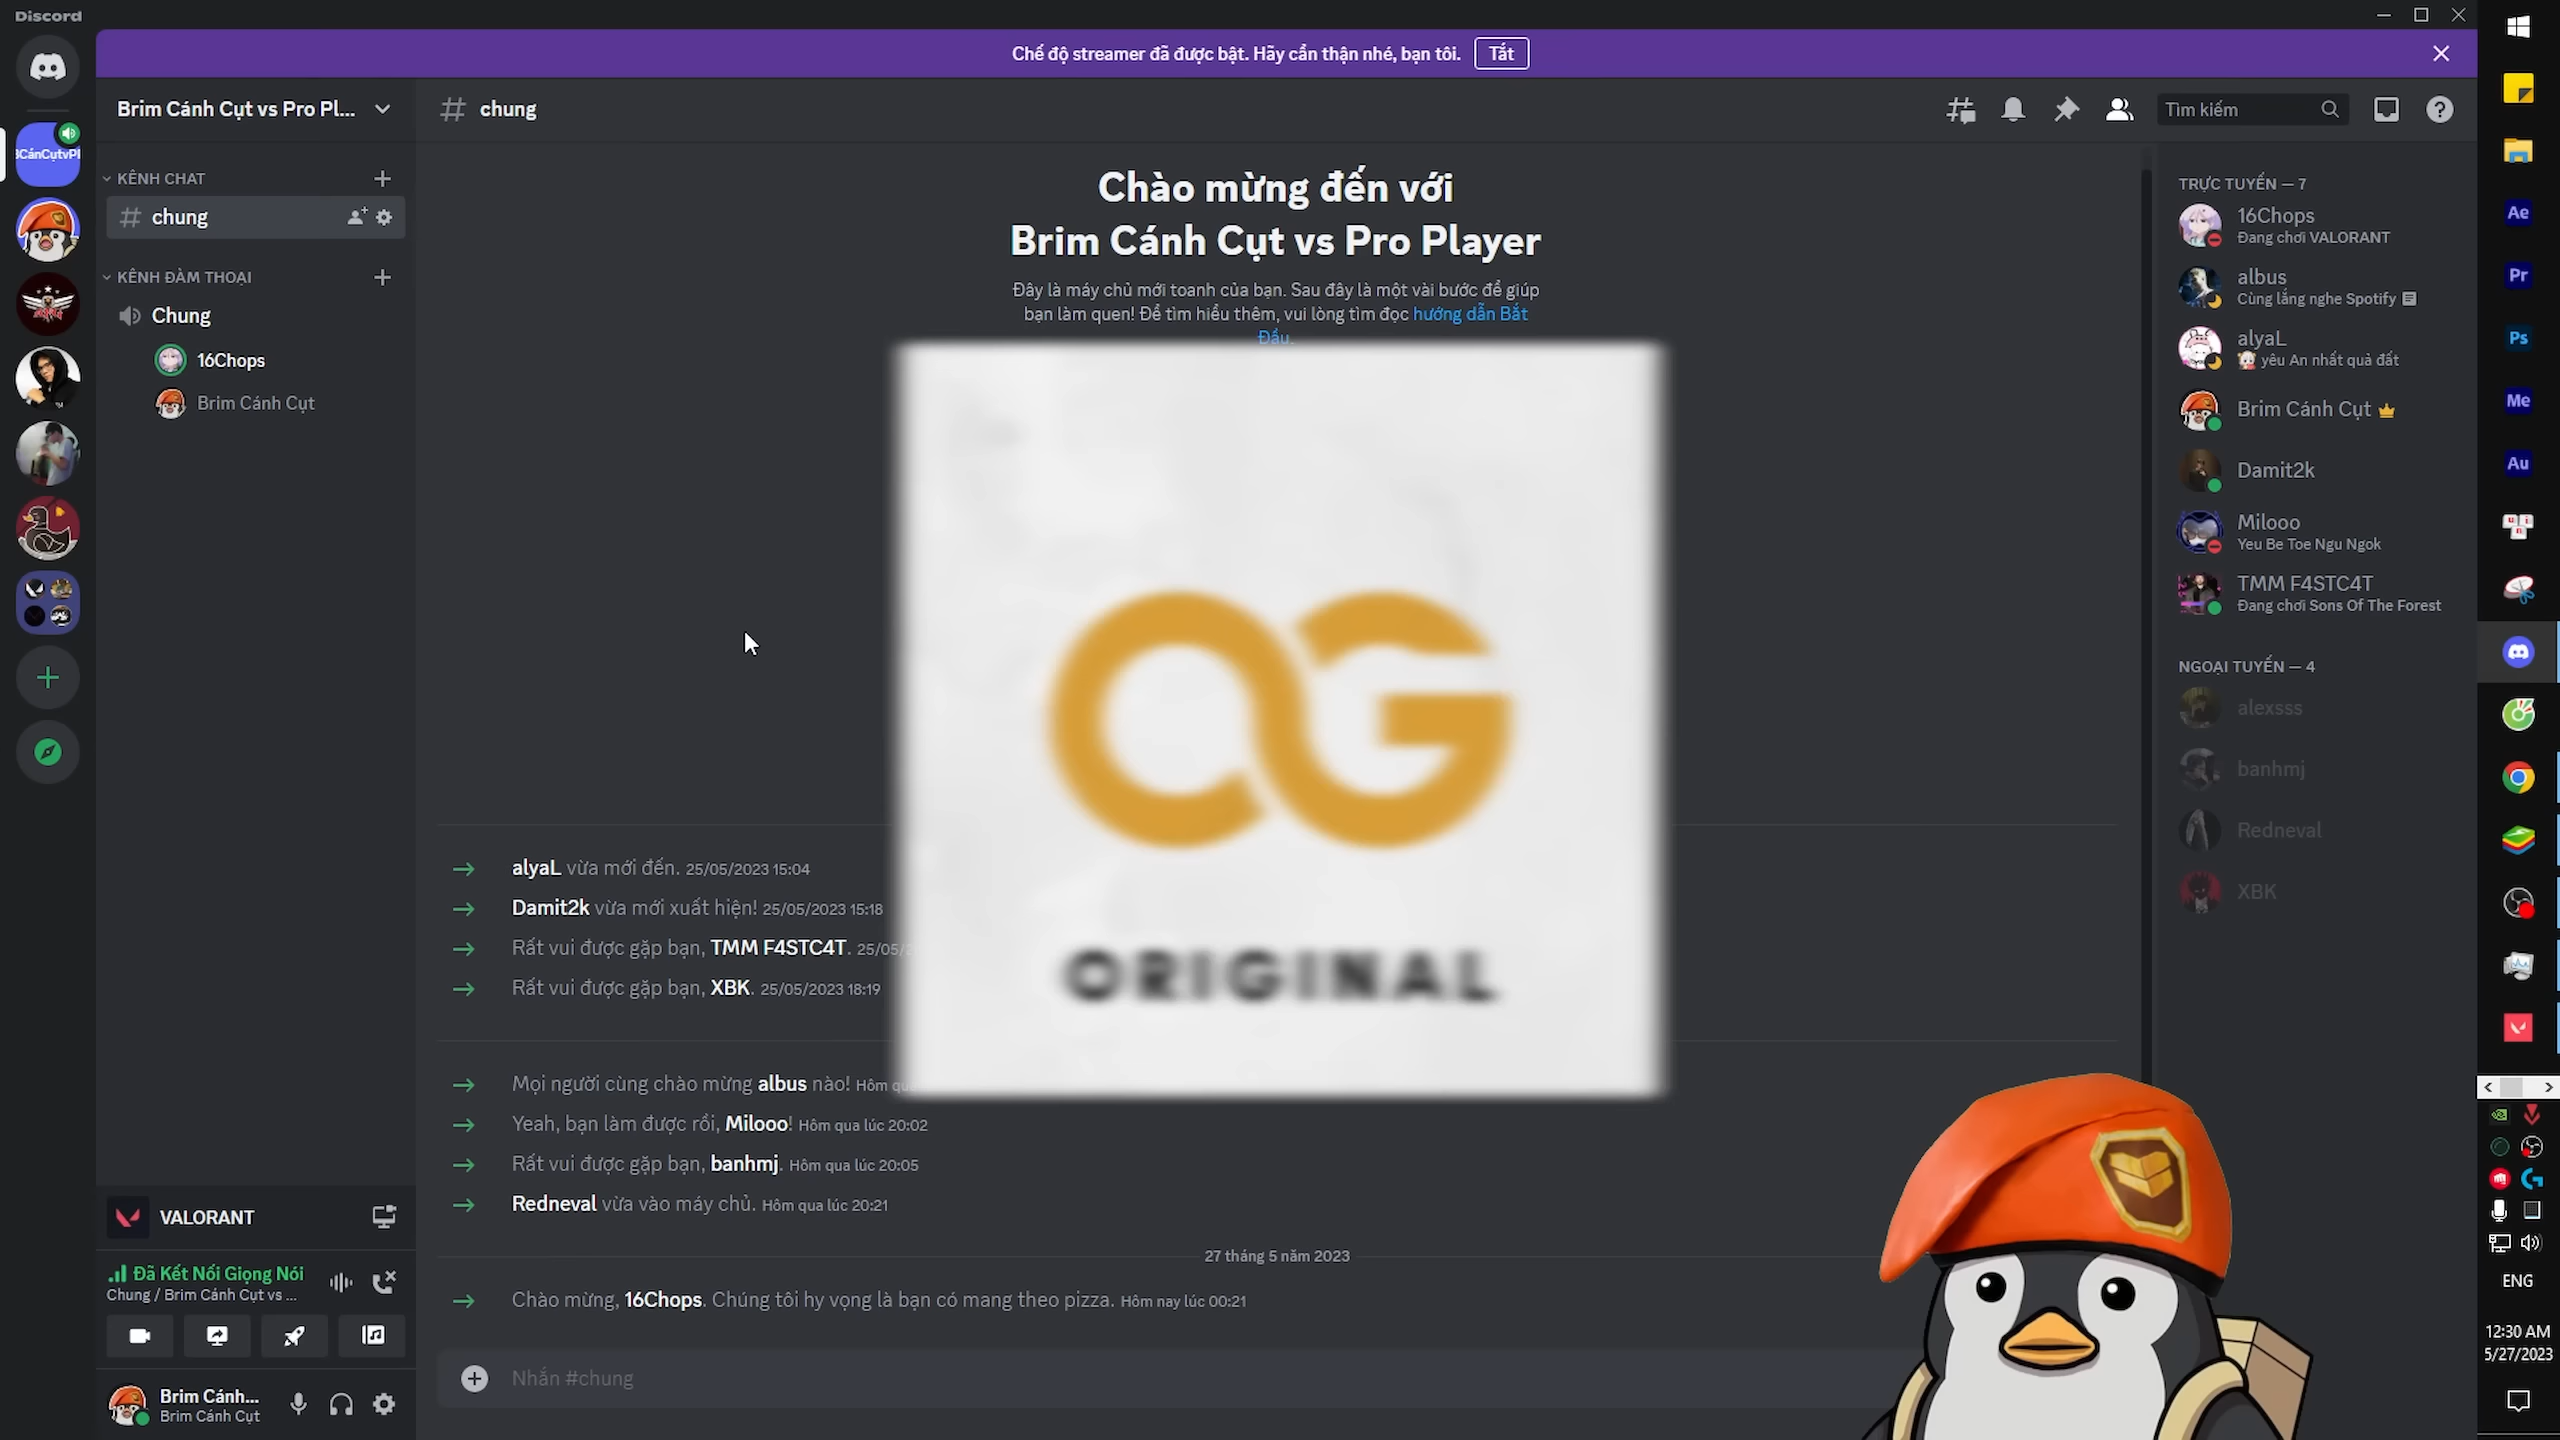 Discord
Chế độ streamer đã được bật. Hãy cẩn thận nhé, bạn tôi.
Tắt
Brim Cánh Cụt vs Pro Pl...
chung
Tìm kiếm
KÊNH CHAT
chung
KÊNH ĐÀM THOẠI
Chung
16Chops
Brim Cánh Cụt
Chào mừng đến với
Brim Cánh Cụt vs Pro Player
Đây là máy chủ mới toanh của bạn. Sau đây là một vài bước để giúp
bạn làm quen! Để tìm hiểu thêm, vui lòng tìm đọc hướng dẫn Bắt
Đầu.
OG
ORIGINAL
alyaL vừa mới đến. 25/05/2023 15:04
Damit2k vừa mới xuất hiện! 25/05/2023 15:18
Rất vui được gặp bạn, TMM F4STC4T. 25/05/2
Rất vui được gặp bạn, XBK. 25/05/2023 18:19
Mọi người cùng chào mừng albus nào! Hôm qu
Yeah, bạn làm được rồi, Milooo! Hôm qua lúc 20:02
Rất vui được gặp bạn, banhmj. Hôm qua lúc 20:05
Redneval vừa vào máy chủ. Hôm qua lúc 20:21
27 tháng 5 năm 2023
Chào mừng, 16Chops. Chúng tôi hy vọng là bạn có mang theo pizza. Hôm nay lúc 00:21
Nhắn #chung
VALORANT
Đã Kết Nối Giọng Nói
Chung / Brim Cánh Cụt vs ...
Brim Cánh...
Brim Cánh Cụt
TRỰC TUYẾN — 7
16Chops
Đang chơi VALORANT
albus
Cùng lắng nghe Spotify
alyaL
yêu An nhất quả đất
Brim Cánh Cụt
Damit2k
Milooo
Yeu Be Toe Ngu Ngok
TMM F4STC4T
Đang chơi Sons Of The Forest
NGOẠI TUYẾN — 4
alexsss
banhmj
Redneval
XBK
Ae
Pr
Ps
Me
Au
ENG
12:30 AM
5/27/2023